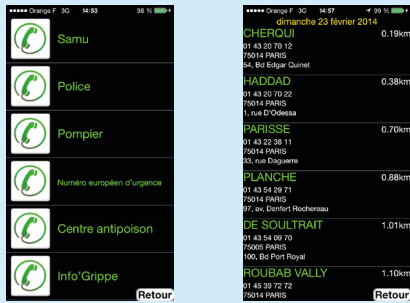 Orange F 3G 14:53 98 %
Samu
Police
Pompier
Numéro européen d'urgence
Centre antipoison
Info'Grippe
Retour
Orange F 3G 14:57 99 %
dimanche 23 février 2014
CHERQUI 0.19km
01 43 20 70 12
75014 PARIS
54, Bd Edgar Quinet
HADDAD 0.38km
01 43 20 70 22
75014 PARIS
1, rue D'Odessa
PARISSE 0.70km
01 43 22 38 11
75014 PARIS
33, rue Daguerre
PLANCHE 0.88km
01 43 54 29 71
75014 PARIS
97, av, Denfert Rochereau
DE SOULTRAIT 1.01km
01 43 54 09 70
75005 PARIS
100, Bd Port Royal
ROUBAB VALLY 1.10km
01 45 39 72 72
75014 PARIS
Retour